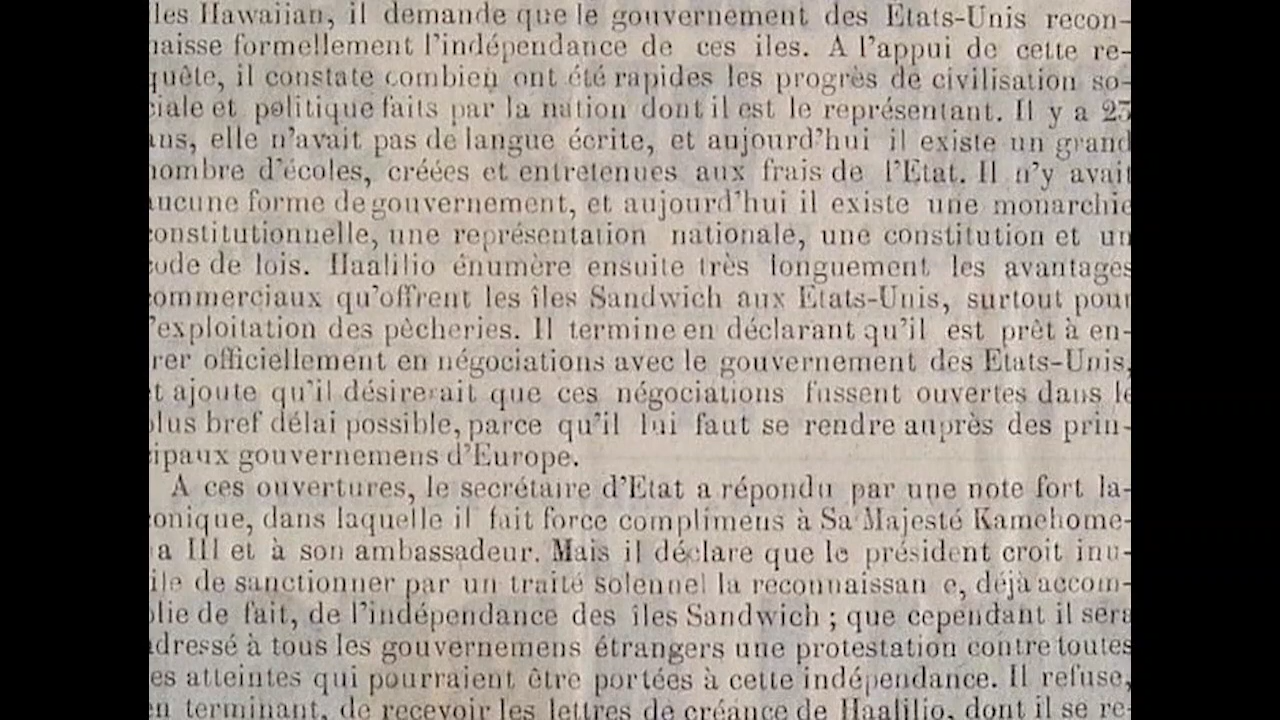 les Hawaiian, il demande que le gouvernement des Etats-Unis recon-
naisse formellement l'indépendance de ces iles. A l'appui de cette re-
quête, il constate combien ont été rapides les progrès de civilisation so-
ciale et politique faits par la nation dont il est le représentant. Il y a 23
ans, elle n'avait pas de langue écrite, et aujourd'hui il existe un grand
nombre d'écoles, créées et entretenues aux frais de l'Etat. Il n'y avait
aucune forme de gouvernement, et aujourd'hui il existe une monarchie
constitutionnelle, une représentation nationale, une constitution et un
code de lois. Haalilio énumère ensuite très longuement les avantages
commerciaux qu'offrent les îles Sandwich aux Etats-Unis, surtout pour
l'exploitation des pêcheries. Il termine en déclarant qu'il est prêt à en-
trer officiellement en négociations avec le gouvernement des Etats-Unis,
et ajoute qu'il désirerait que ces négociations fussent ouvertes dans le
plus bref délai possible, parce qu'il lui faut se rendre auprès des prin-
cipaux gouvernemens d'Europe.
A ces ouvertures, le secrétaire d'Etat a répondu par une note fort la-
conique, dans laquelle il fait force complimens à Sa Majesté Kamehome-
a III et à son ambassadeur. Mais il déclare que le président croit inu-
tile de sanctionner par un traité solennel la reconnaissan e, déjà accom-
plie de fait, de l'indépendance des îles Sandwich ; que cependant il sera
adressé à tous les gouvernemens étrangers une protestation contre toutes
les atteintes qui pourraient être portées à cette indépendance. Il refuse,
en terminant, de recevoir les lettres de créance de Haalilio, dont il se re-